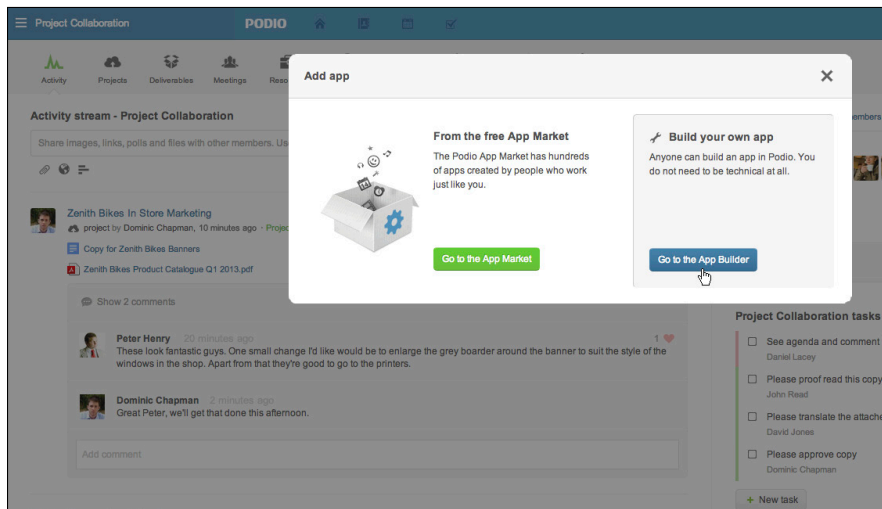 Project Collaboration
PODIO
Activity
Projects
Deliverables
Meetings
Add app
From the free App Market
The Podio App Market has hundreds
of apps created by people who work
just like you.
Go to the App Market
Build your own app
Anyone can build an app in Podio. You
do not need to be technical at all.
Go to the App Builder
Activity stream - Project Collaboration
Share images, links, polls and files with other members. Us
Zenith Bikes In Store Marketing
project by Dominic Chapman, 10 minutes ago · Projec
Copy for Zenith Bikes Banners
Zenith Bikes Product Catalogue Q1 2013.pdf
Show 2 comments
Peter Henry 20 minutes ago 1
These look fantastic guys. One small change I'd like would be to enlarge the grey boarder around the banner to suit the style of the
windows in the shop. Apart from that they're good to go to the printers.
Dominic Chapman 2 minutes ago
Great Peter, we'll get that done this afternoon.
Add comment
embers
Project Collaboration tasks
See agenda and comment
Daniel Lacey
Please proof read this copy
John Read
Please translate the attache
David Jones
Please approve copy
Dominic Chapman
+ New task